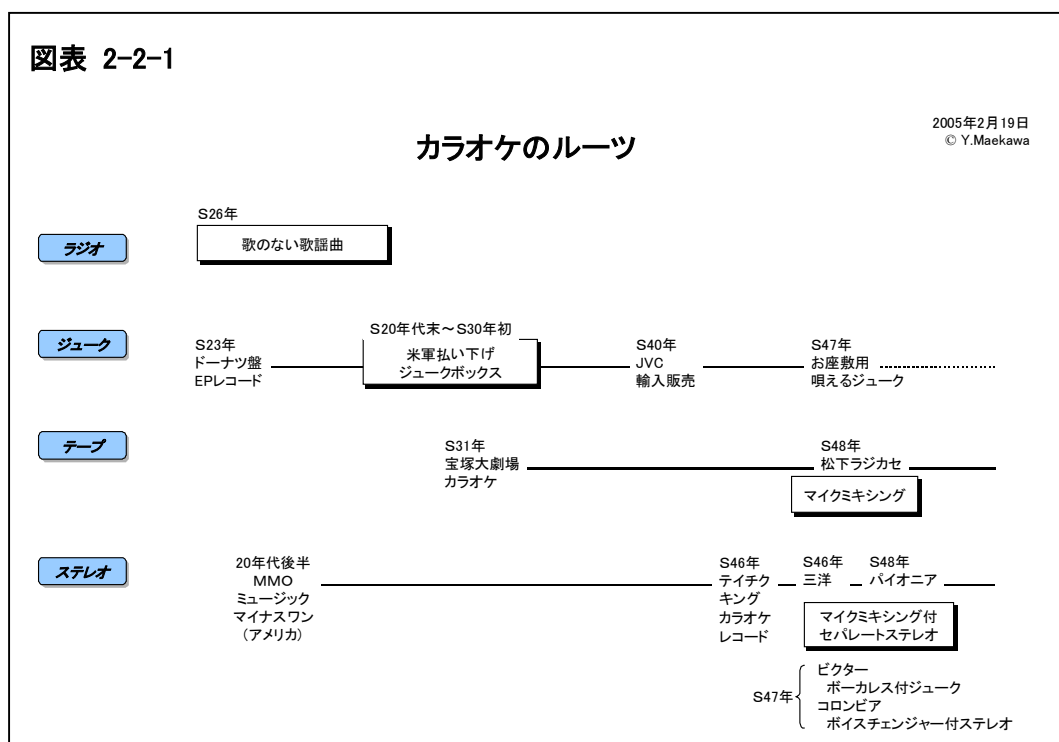 図表 2-2-1
2005年2月19日
© Y.Maekawa
カラオケのルーツ
ラジオ
S26年
歌のない歌謡曲
ジューク
S23年
ドーナツ盤
EPレコード
S20年代末～S30年初
米軍払い下げ
ジュークボックス
S40年
JVC
輸入販売
S47年
お座敷用
唄えるジューク
テープ
S31年
宝塚大劇場
カラオケ
S48年
松下ラジカセ
マイクミキシング
ステレオ
20年代後半
MMO
ミュージック
マイナスワン
（アメリカ）
S46年
テイチク
キング
カラオケ
レコード
S46年
三洋
S48年
パイオニア
マイクミキシング付
セパレートステレオ
S47年
ビクター
ボーカレス付ジューク
コロンビア
ボイスチェンジャー付ステレオ